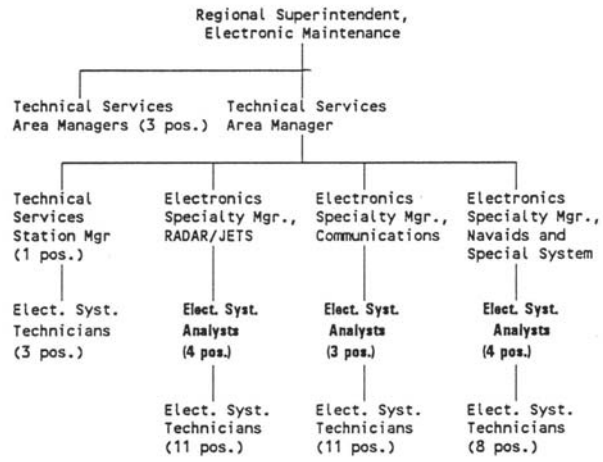 Regional Superintendent,
Electronic Maintenance
Technical Services
Area Managers (3 pos.)
Technical Services
Area Manager
Technical
Services
Station Mgr
(1 pos.)
Electronics
Specialty Mgr.,
RADAR/JETS
Electronics
Specialty Mgr.,
Communications
Electronics
Specialty Mgr.,
Navaids and
Special System
Elect. Syst.
Technicians
(3 pos.)
Elect. Syst.
Analysts
(4 pos.)
Elect. Syst.
Analysts
(3 pos.)
Elect. Syst.
Analysts
(4 pos.)
Elect. Syst.
Technicians
(11 pos.)
Elect. Syst.
Technicians
(11 pos.)
Elect. Syst.
Technicians
(8 pos.)